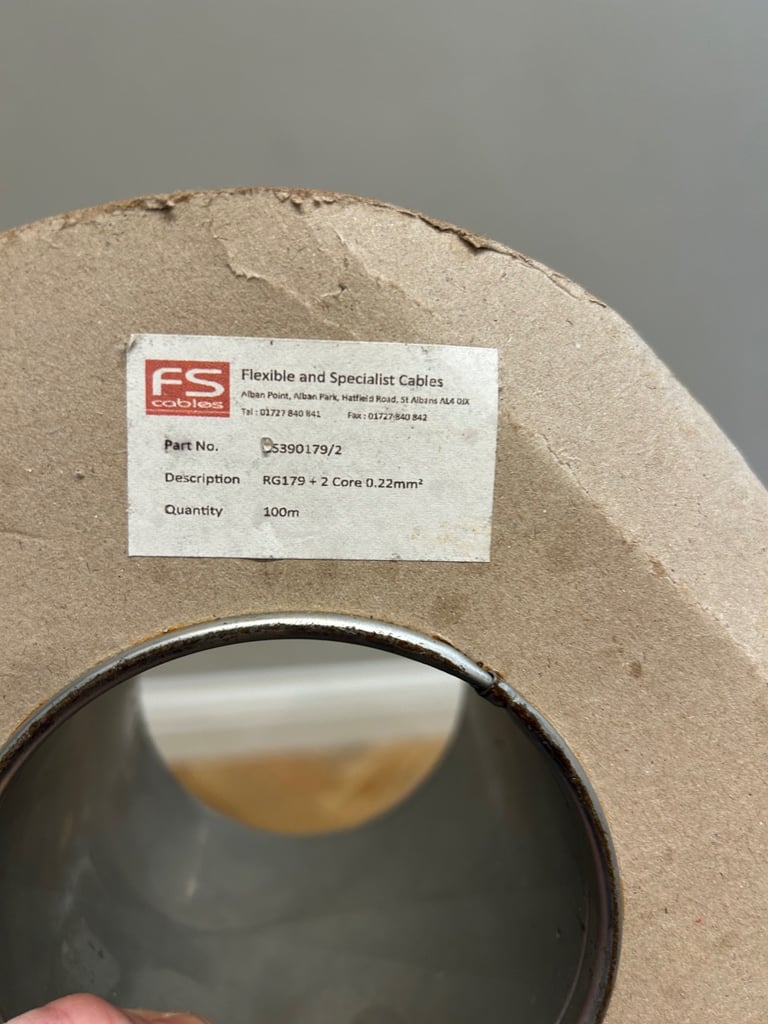 FS
cables
Flexible and Specialist Cables
Alban Point, Alban Park, Hatfield Road, St Albans AL4 0JX
Tel : 01727 840 841 Fax : 01727 840 842
Part No. S390179/2
Description RG179 + 2 Core 0.22mm²
Quantity 100m